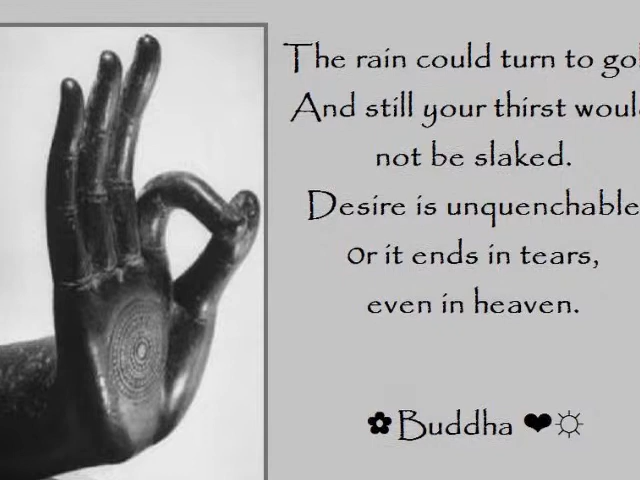 The rain could turn to gol
And still your thirst woul
not be slaked.
Desire is unquenchable
Or it ends in tears,
even in heaven.
✿Buddha ❤☼